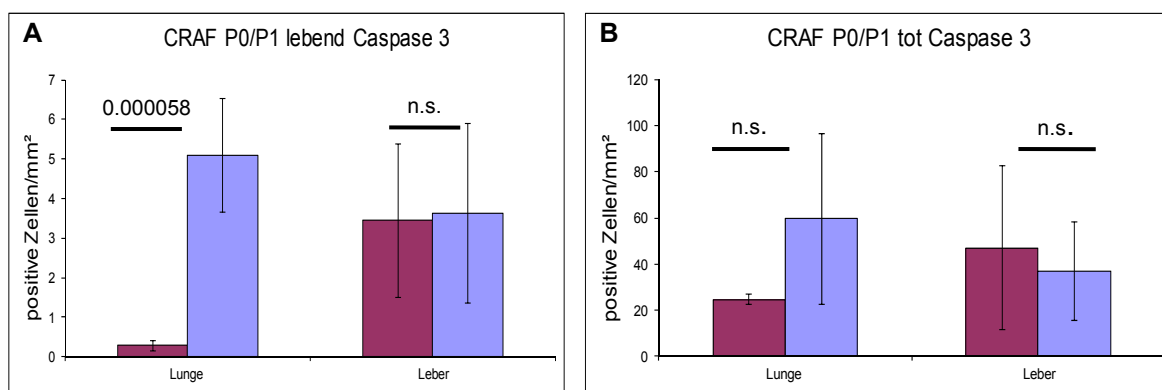 A
CRAF P0/P1 lebend Caspase 3
positive Zellen/mm²
7
6
5
4
3
2
1
0
0.000058
n.s.
Lunge
Leber
B
CRAF P0/P1 tot Caspase 3
positive Zellen/mm²
120
100
80
60
40
20
0
n.s.
n.s.
Lunge
Leber